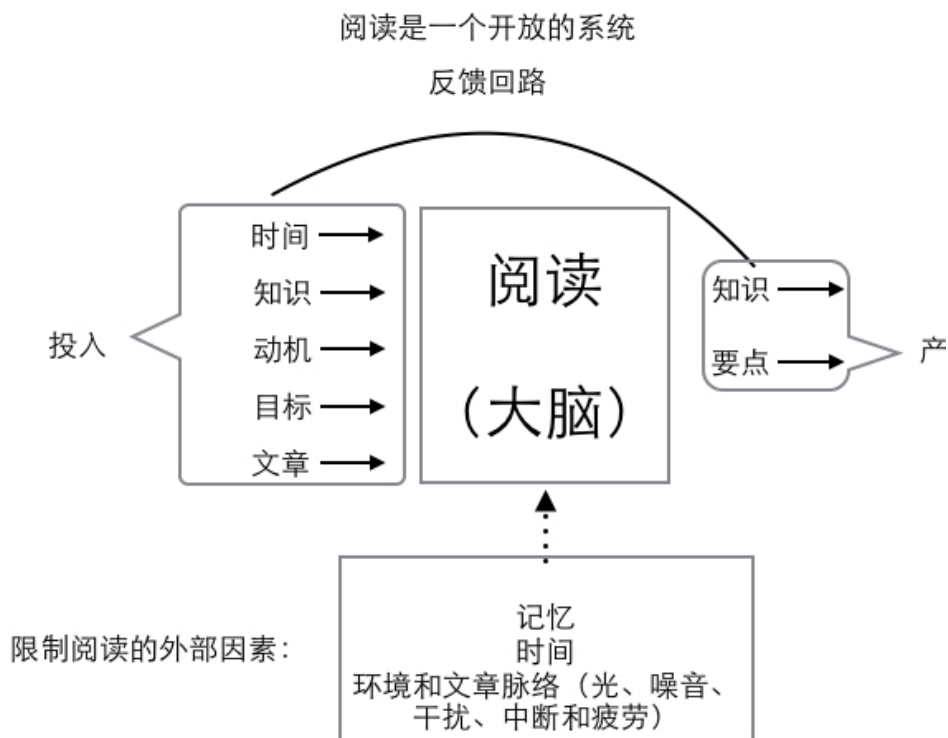 阅读是一个开放的系统
反馈回路
投入
时间
知识
动机
目标
文章
阅读
（大脑）
知识
要点
产
限制阅读的外部因素：
记忆
时间
环境和文章脉络（光、噪音、
干扰、中断和疲劳）